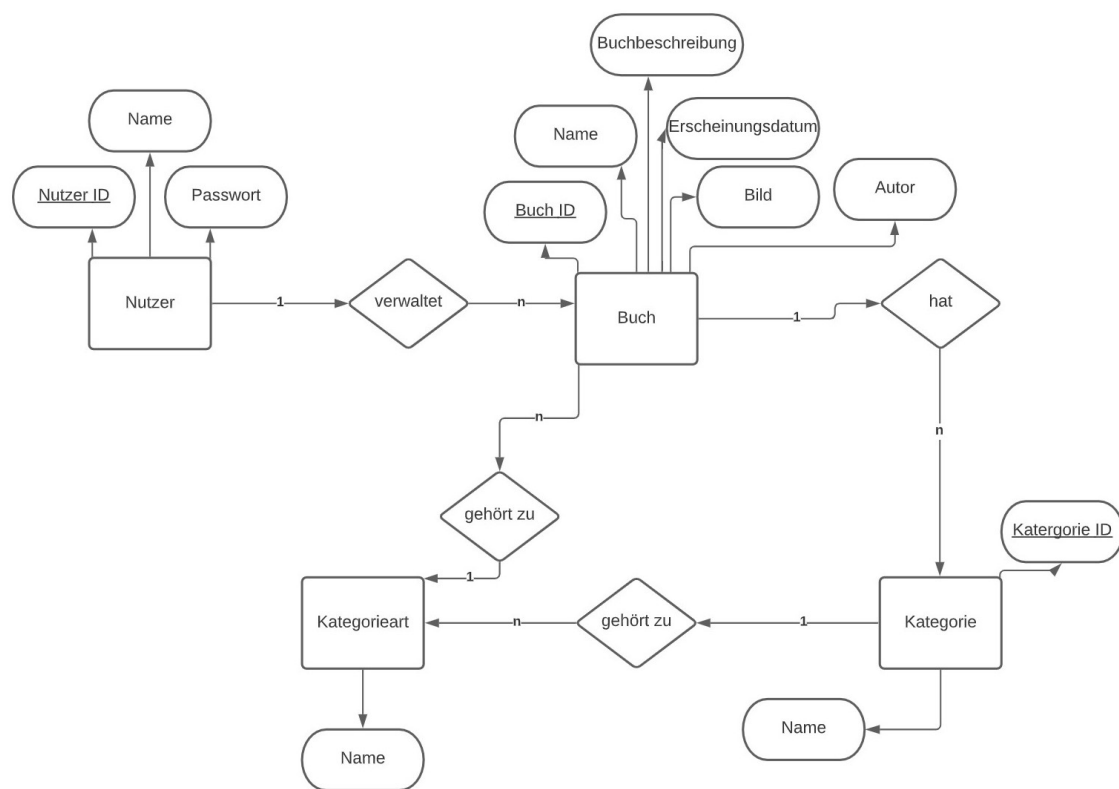 Buchbeschreibung
Name
Name
Erscheinungsdatum
Nutzer ID
Passwort
Buch ID
Bild
Autor
Nutzer
1
verwaltet
n
Buch
1
hat
n
n
gehört zu
Katergorie ID
1
Kategorieart
n
gehört zu
1
Kategorie
Name
Name